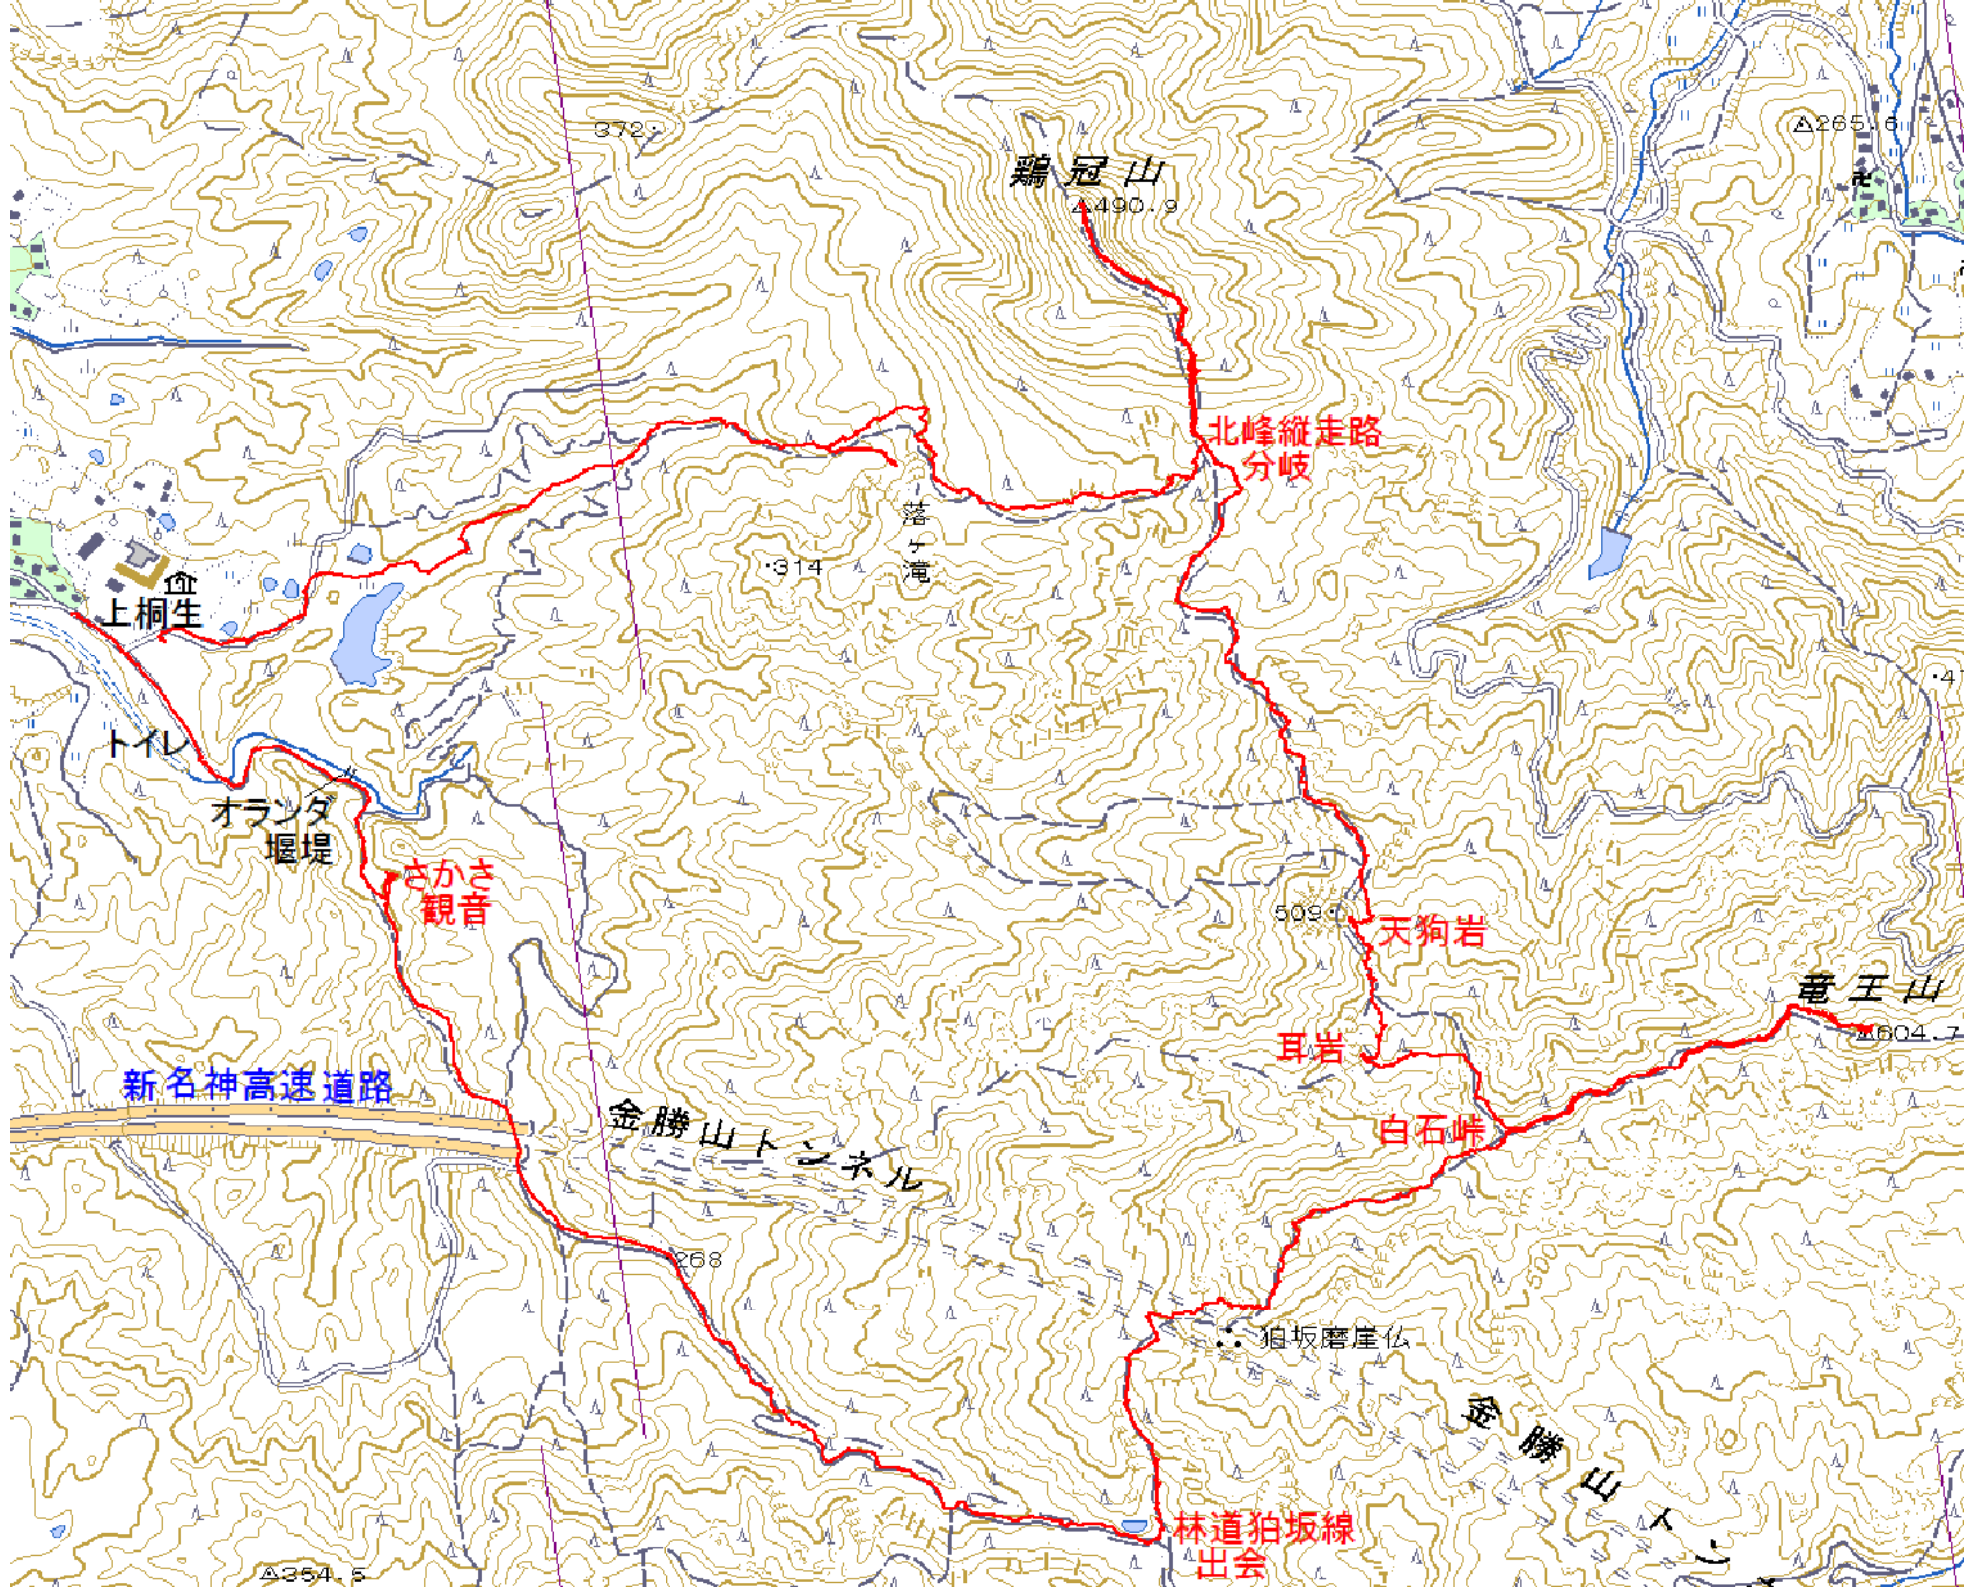 372
265.6
鶏冠山
490.9
北峰縦走路
分岐
落ヶ滝
314
上桐生
トイレ
オランダ
堰堤
さかさ
観音
509
天狗岩
竜王山
604.7
耳岩
新名神高速道路
金勝山トンネル
白石峠
268
狛坂磨崖仏
金勝山トン
林道狛坂線
出会
354.5